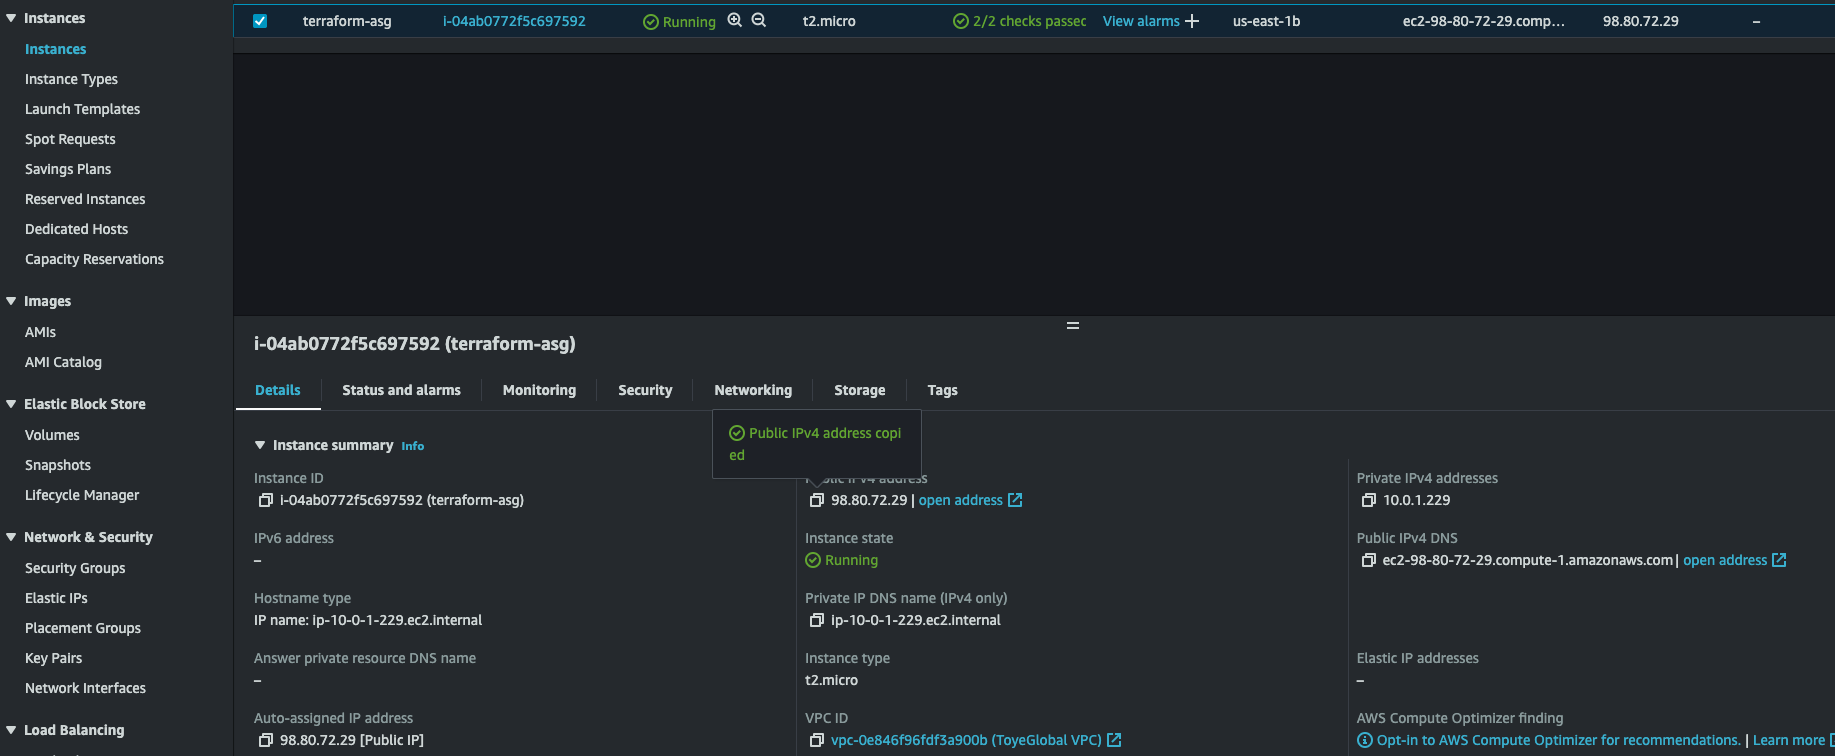 Instances
Instances
Instance Types
Launch Templates
Spot Requests
Savings Plans
Reserved Instances
Dedicated Hosts
Capacity Reservations
Images
AMIs
AMI Catalog
Elastic Block Store
Volumes
Snapshots
Lifecycle Manager
Network & Security
Security Groups
Elastic IPs
Placement Groups
Key Pairs
Network Interfaces
Load Balancing
terraform-asg i-04ab0772f5c697592 Running t2.micro 2/2 checks passec View alarms + us-east-1b ec2-98-80-72-29.comp... 98.80.72.29 –
i-04ab0772f5c697592 (terraform-asg)
Details Status and alarms Monitoring Security Networking Storage Tags
Public IPv4 address copi
ed
Instance summary Info
Instance ID
i-04ab0772f5c697592 (terraform-asg)
Public IPv4 address
98.80.72.29 | open address
Private IPv4 addresses
10.0.1.229
IPv6 address
–
Instance state
Running
Public IPv4 DNS
ec2-98-80-72-29.compute-1.amazonaws.com | open address
Hostname type
IP name: ip-10-0-1-229.ec2.internal
Private IP DNS name (IPv4 only)
ip-10-0-1-229.ec2.internal
Answer private resource DNS name
–
Instance type
t2.micro
Elastic IP addresses
–
Auto-assigned IP address
98.80.72.29 [Public IP]
VPC ID
vpc-0e846f96fdf3a900b (ToyeGlobal VPC)
AWS Compute Optimizer finding
Opt-in to AWS Compute Optimizer for recommendations. | Learn more